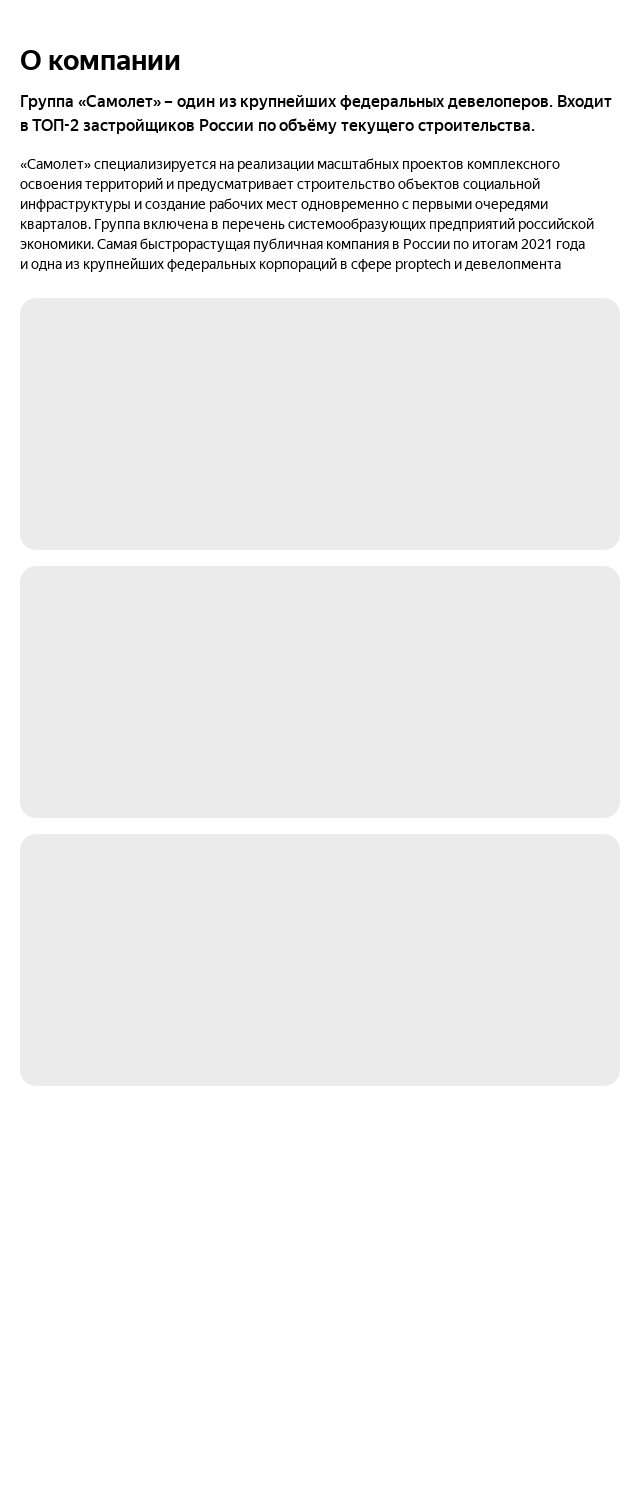 О компании
Группа «Самолет» – один из крупнейших федеральных девелоперов. Входит
в ТОП-2 застройщиков России по объёму текущего строительства.
«Самолет» специализируется на реализации масштабных проектов комплексного
освоения территорий и предусматривает строительство объектов социальной
инфраструктуры и создание рабочих мест одновременно с первыми очередями
кварталов. Группа включена в перечень системообразующих предприятий российской
экономики. Самая быстрорастущая публичная компания в России по итогам 2021 года
и одна из крупнейших федеральных корпораций в сфере proptech и девелопмента